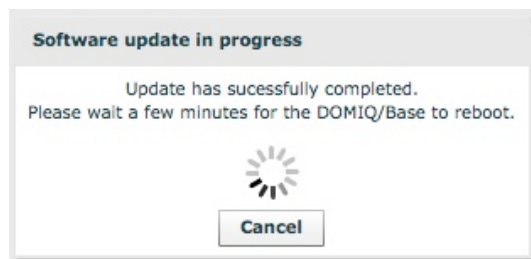 Software update in progress
Update has sucessfully completed.
Please wait a few minutes for the DOMIQ/Base to reboot.
Cancel